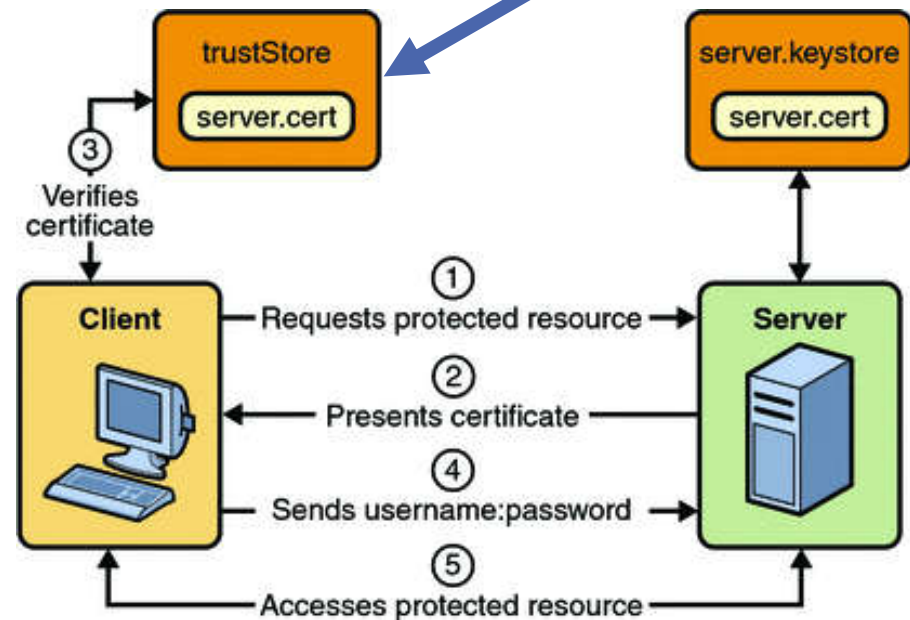 trustStore
server.cert
server.keystore
server.cert
3
Verifies
certificate
Client
1
Requests protected resource
Server
2
Presents certificate
4
Sends username:password
5
Accesses protected resource